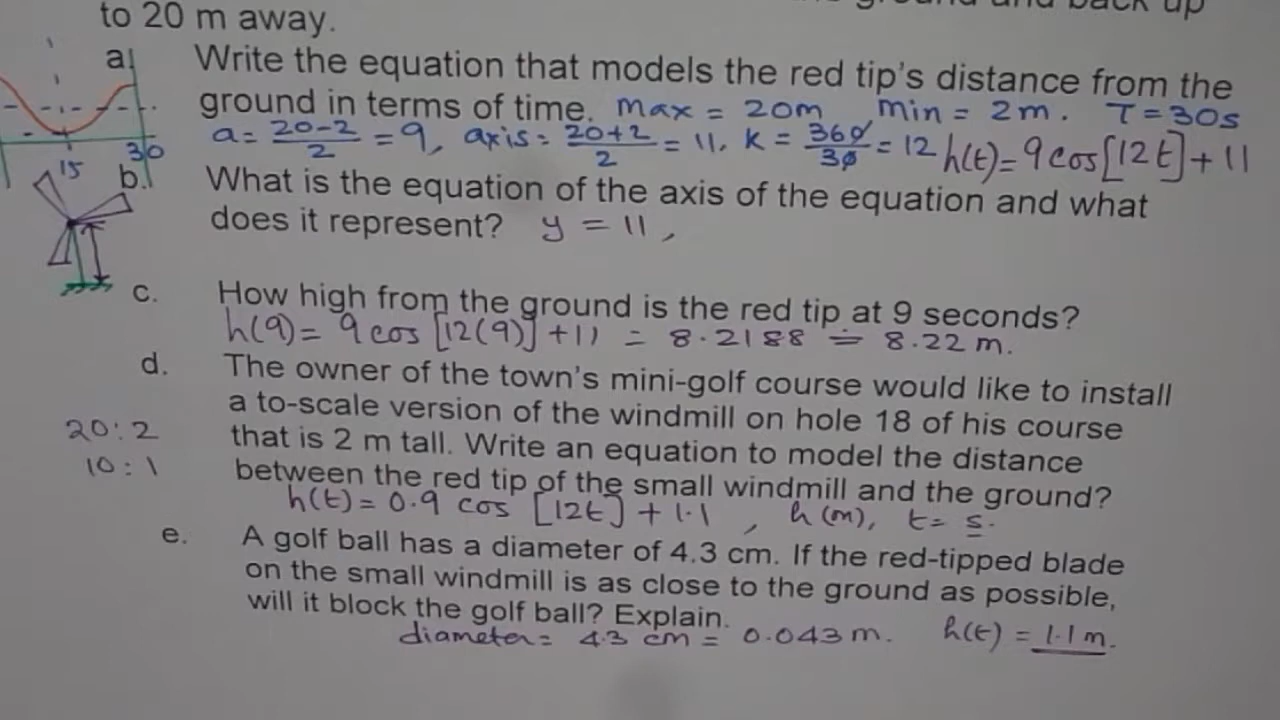 to 20 m away.
a. Write the equation that models the red tip's distance from the
ground in terms of time. max = 20m min = 2m. T = 30s
a = 20-2/2 = 9, axis = 20+2/2 = 11, k = 360/30 = 12 h(t) = 9 cos[12t] + 11
15 30
b. What is the equation of the axis of the equation and what
does it represent? y = 11,
c. How high from the ground is the red tip at 9 seconds?
h(9) = 9 cos [12(9)] + 11 = 8.2188 ≐ 8.22 m.
d. The owner of the town's mini-golf course would like to install
a to-scale version of the windmill on hole 18 of his course
20:2 that is 2 m tall. Write an equation to model the distance
10:1 between the red tip of the small windmill and the ground?
h(t) = 0.9 cos [12t] + 1.1 , h(m), t = s.
e. A golf ball has a diameter of 4.3 cm. If the red-tipped blade
on the small windmill is as close to the ground as possible,
will it block the golf ball? Explain.
diameter = 4.3 cm = 0.043 m. h(t) = 1.1 m.